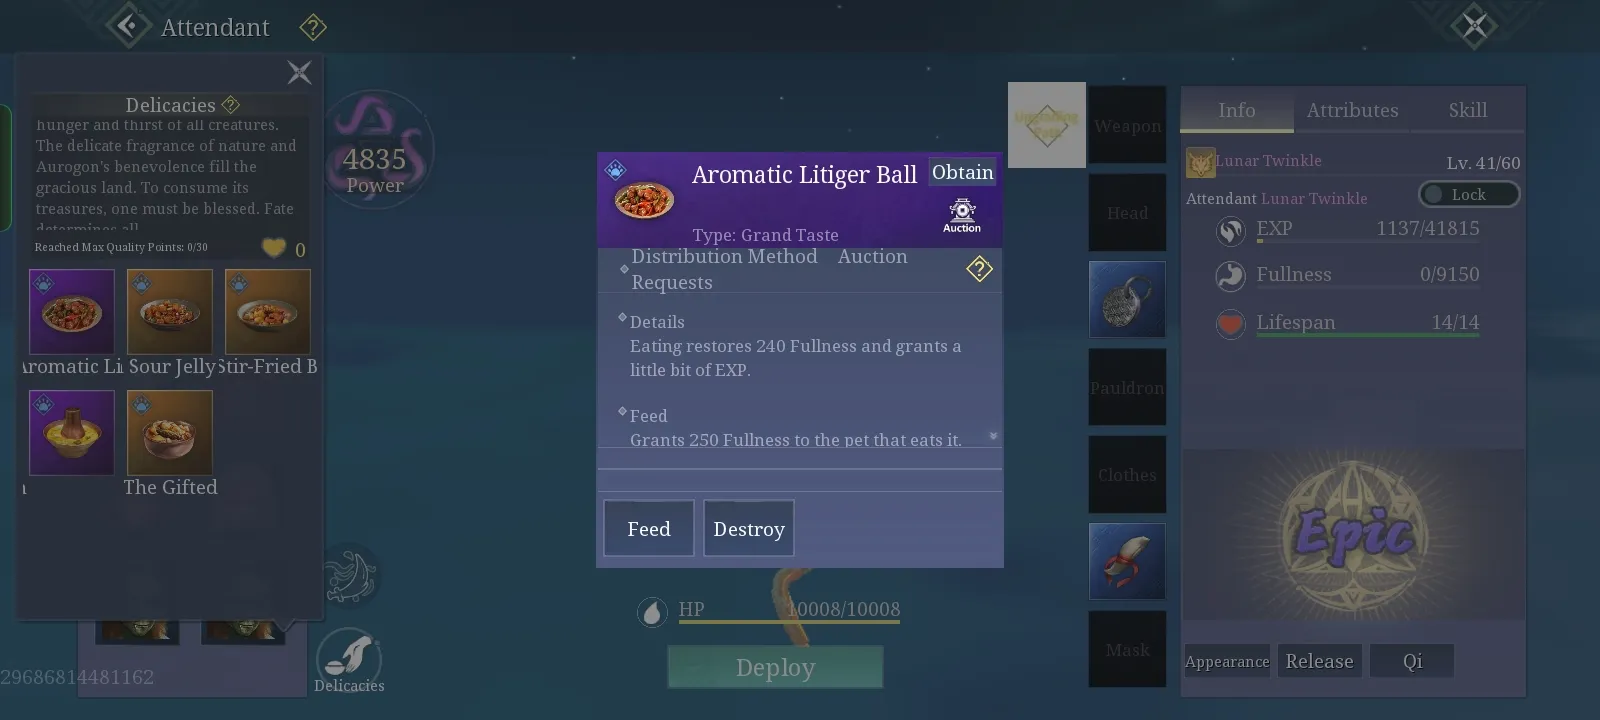 Attendant
Delicacies
hunger and thirst of all creatures.
The delicate fragrance of nature and
Aurogon's benevolence fill the
gracious land. To consume its
treasures, one must be blessed. Fate
determines all
Reached Max Quality Points: 0/30
0
Aromatic Li
Sour Jelly
Stir-Fried B
The Gifted
29686814481162
Delicacies
4835
Power
Aromatic Litiger Ball
Obtain
Auction
Type: Grand Taste
Distribution Method Auction
Requests
Details
Eating restores 240 Fullness and grants a
little bit of EXP.
Feed
Grants 250 Fullness to the pet that eats it.
Feed
Destroy
HP 10008/10008
Deploy
Weapon
Head
Pauldron
Clothes
Mask
Info
Attributes
Skill
Lunar Twinkle
Lv. 41/60
Attendant Lunar Twinkle
Lock
EXP 1137/41815
Fullness 0/9150
Lifespan 14/14
Epic
Appearance
Release
Qi